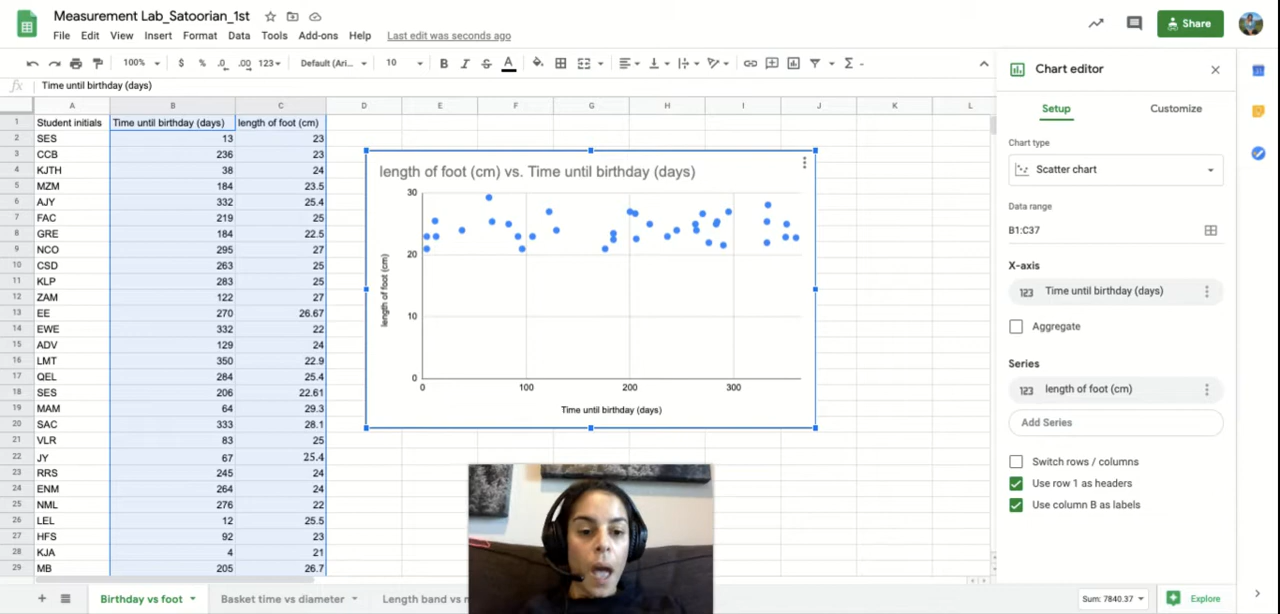 Measurement Lab_Satoorian_1st
File Edit View Insert Format Data Tools Add-ons Help Last edit was seconds ago
Share
100% $ % .0 .00 123 Default (Ari... 10 B I S A
fx Time until birthday (days)
A B C D E F G H I J K L
1 Student initials Time until birthday (days) length of foot (cm)
2 SES 13 23
3 CCB 236 23
4 KJTH 38 24
5 MZM 184 23.5
6 AJY 332 25.4
7 FAC 219 25
8 GRE 184 22.5
9 NCO 295 27
10 CSD 263 25
11 KLP 283 25
12 ZAM 122 27
13 EE 270 26.67
14 EWE 332 22
15 ADV 129 24
16 LMT 350 22.9
17 QEL 284 25.4
18 SES 206 22.61
19 MAM 64 29.3
20 SAC 333 28.1
21 VLR 83 25
22 JY 67 25.4
23 RRS 245 24
24 ENM 264 24
25 NML 276 22
26 LEL 12 25.5
27 HFS 92 23
28 KJA 4 21
29 MB 205 26.7
length of foot (cm) vs. Time until birthday (days)
length of foot (cm)
30
20
10
0
0 100 200 300
Time until birthday (days)
Chart editor
Setup Customize
Chart type
Scatter chart
Data range
B1:C37
X-axis
123 Time until birthday (days)
Aggregate
Series
123 length of foot (cm)
Add Series
Switch rows / columns
Use row 1 as headers
Use column B as labels
Birthday vs foot Basket time vs diameter Length band vs
Sum: 7840.37 Explore